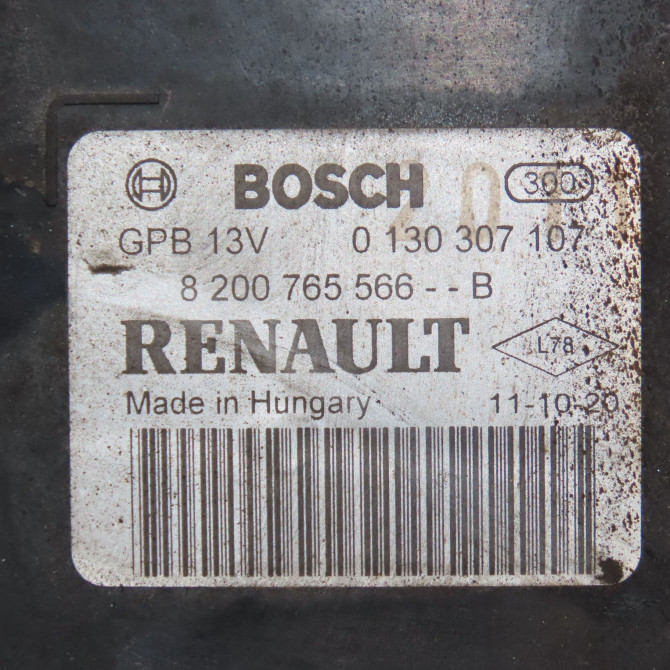 BOSCH 300
GPB 13V 0 130 307 107
8 200 765 566 - - B
RENAULT L78
Made in Hungary 11-10-20